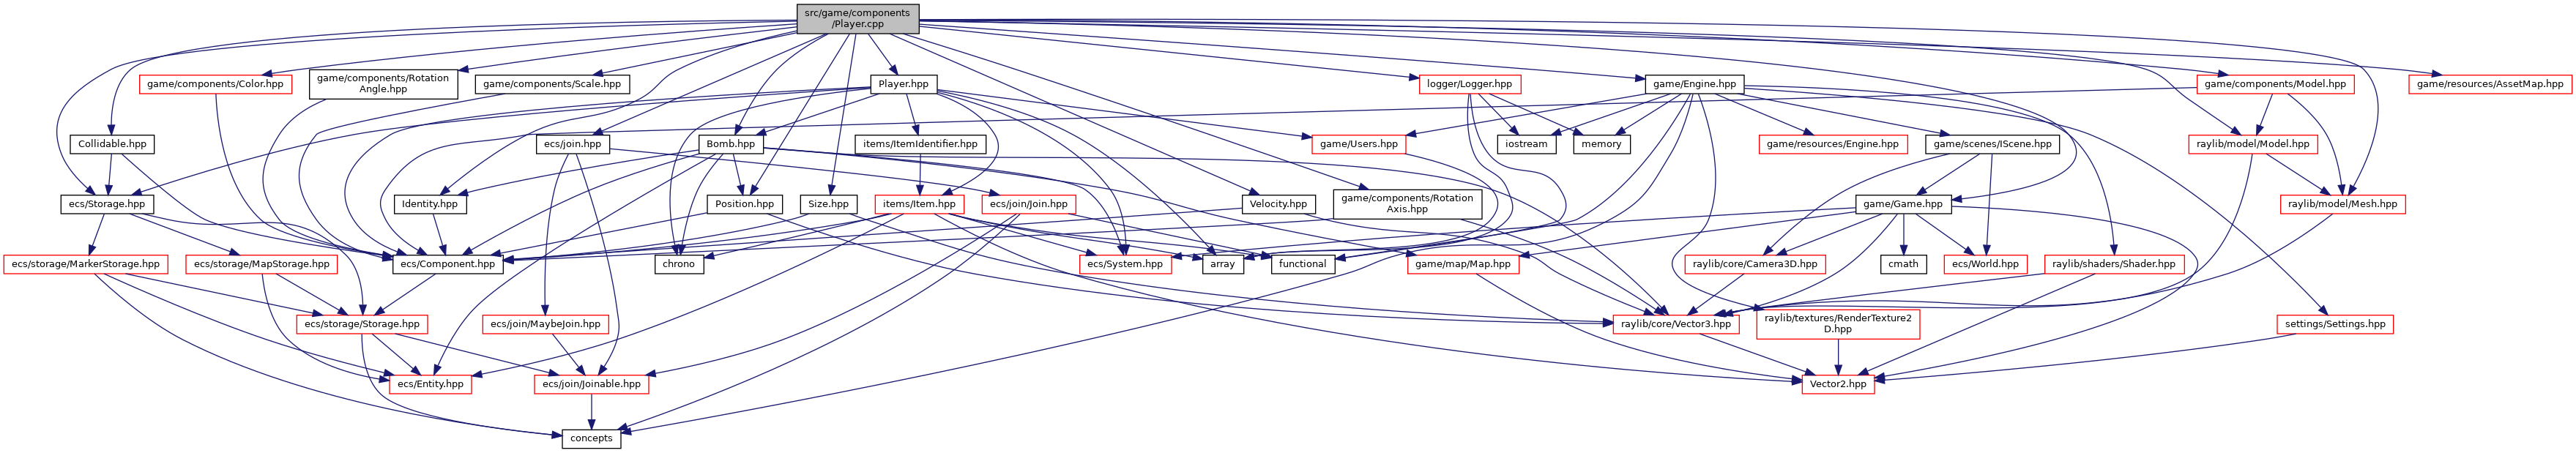 src/game/components
/Player.cpp
game/components/Color.hpp
game/components/Rotation
Angle.hpp
game/components/Scale.hpp
Player.hpp
logger/Logger.hpp
game/Engine.hpp
game/components/Model.hpp
game/resources/AssetMap.hpp
Collidable.hpp
ecs/join.hpp
Bomb.hpp
items/ItemIdentifier.hpp
game/Users.hpp
iostream
memory
game/resources/Engine.hpp
game/scenes/IScene.hpp
raylib/model/Model.hpp
ecs/Storage.hpp
Identity.hpp
Position.hpp
Size.hpp
items/Item.hpp
ecs/join/Join.hpp
Velocity.hpp
game/components/Rotation
Axis.hpp
game/Game.hpp
raylib/model/Mesh.hpp
ecs/storage/MarkerStorage.hpp
ecs/storage/MapStorage.hpp
ecs/Component.hpp
chrono
ecs/System.hpp
array
functional
game/map/Map.hpp
raylib/core/Camera3D.hpp
cmath
ecs/World.hpp
raylib/shaders/Shader.hpp
ecs/storage/Storage.hpp
ecs/join/MaybeJoin.hpp
raylib/core/Vector3.hpp
raylib/textures/RenderTexture2
D.hpp
settings/Settings.hpp
ecs/Entity.hpp
ecs/join/Joinable.hpp
Vector2.hpp
concepts